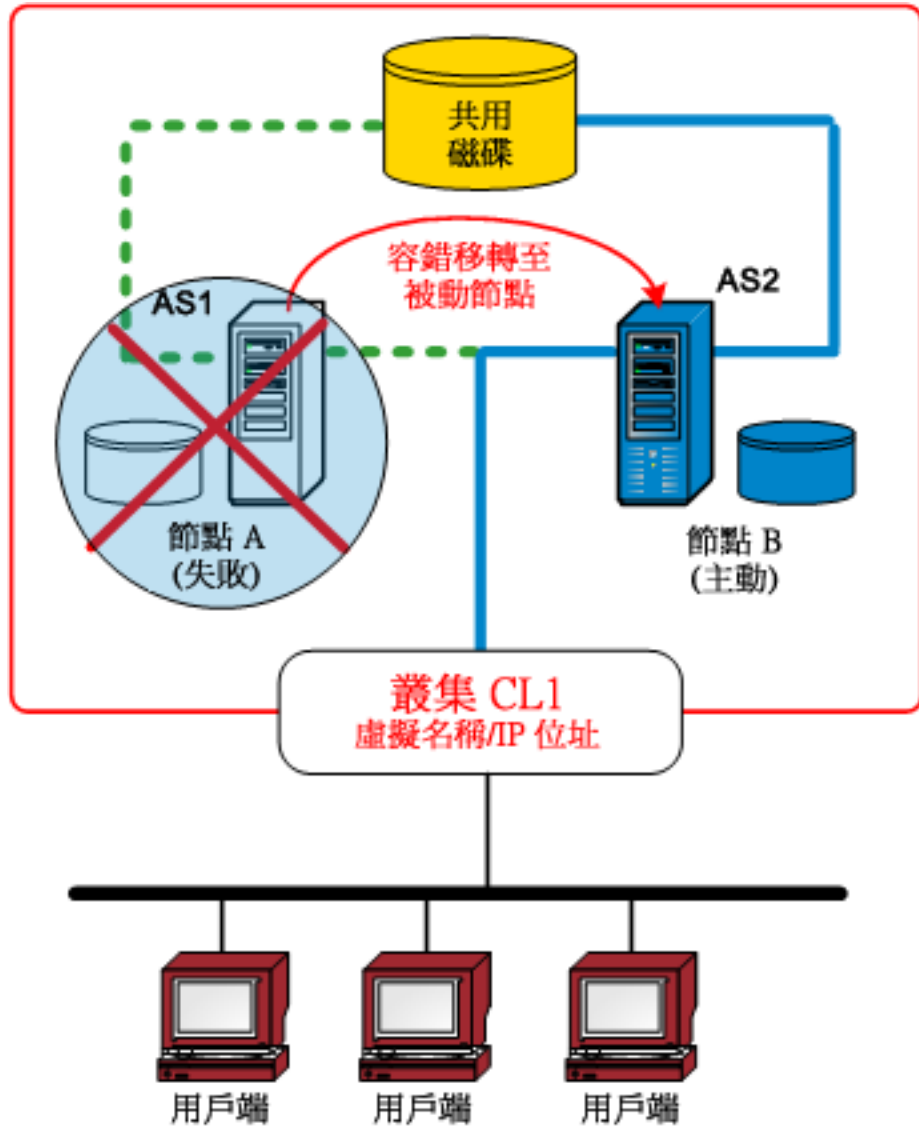 共用
磁碟
容錯移轉至
被動節點
AS1
AS2
節點 A
(失敗)
節點 B
(主動)
叢集 CL1
虛擬名稱/IP 位址
用戶端
用戶端
用戶端